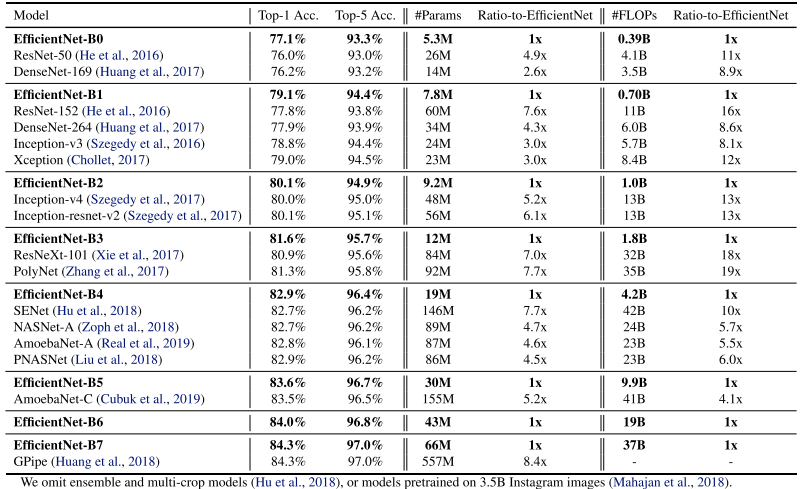 Model Top-1 Acc. Top-5 Acc. #Params Ratio-to-EfficientNet #FLOPs Ratio-to-EfficientNet
EfficientNet-B0 77.1% 93.3% 5.3M 1x 0.39B 1x
ResNet-50 (He et al., 2016) 76.0% 93.0% 26M 4.9x 4.1B 11x
DenseNet-169 (Huang et al., 2017) 76.2% 93.2% 14M 2.6x 3.5B 8.9x
EfficientNet-B1 79.1% 94.4% 7.8M 1x 0.70B 1x
ResNet-152 (He et al., 2016) 77.8% 93.8% 60M 7.6x 11B 16x
DenseNet-264 (Huang et al., 2017) 77.9% 93.9% 34M 4.3x 6.0B 8.6x
Inception-v3 (Szegedy et al., 2016) 78.8% 94.4% 24M 3.0x 5.7B 8.1x
Xception (Chollet, 2017) 79.0% 94.5% 23M 3.0x 8.4B 12x
EfficientNet-B2 80.1% 94.9% 9.2M 1x 1.0B 1x
Inception-v4 (Szegedy et al., 2017) 80.0% 95.0% 48M 5.2x 13B 13x
Inception-resnet-v2 (Szegedy et al., 2017) 80.1% 95.1% 56M 6.1x 13B 13x
EfficientNet-B3 81.6% 95.7% 12M 1x 1.8B 1x
ResNeXt-101 (Xie et al., 2017) 80.9% 95.6% 84M 7.0x 32B 18x
PolyNet (Zhang et al., 2017) 81.3% 95.8% 92M 7.7x 35B 19x
EfficientNet-B4 82.9% 96.4% 19M 1x 4.2B 1x
SENet (Hu et al., 2018) 82.7% 96.2% 146M 7.7x 42B 10x
NASNet-A (Zoph et al., 2018) 82.7% 96.2% 89M 4.7x 24B 5.7x
AmoebaNet-A (Real et al., 2019) 82.8% 96.1% 87M 4.6x 23B 5.5x
PNASNet (Liu et al., 2018) 82.9% 96.2% 86M 4.5x 23B 6.0x
EfficientNet-B5 83.6% 96.7% 30M 1x 9.9B 1x
AmoebaNet-C (Cubuk et al., 2019) 83.5% 96.5% 155M 5.2x 41B 4.1x
EfficientNet-B6 84.0% 96.8% 43M 1x 19B 1x
EfficientNet-B7 84.3% 97.0% 66M 1x 37B 1x
GPipe (Huang et al., 2018) 84.3% 97.0% 557M 8.4x - -
We omit ensemble and multi-crop models (Hu et al., 2018), or models pretrained on 3.5B Instagram images (Mahajan et al., 2018).